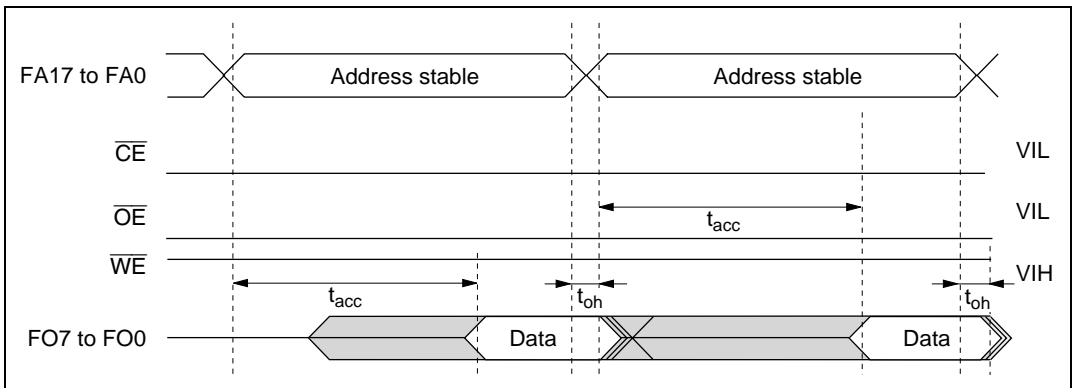 FA17 to FA0
Address stable
Address stable
CE
VIL
OE
tacc
VIL
WE
VIH
tacc
toh
toh
FO7 to FO0
Data
Data